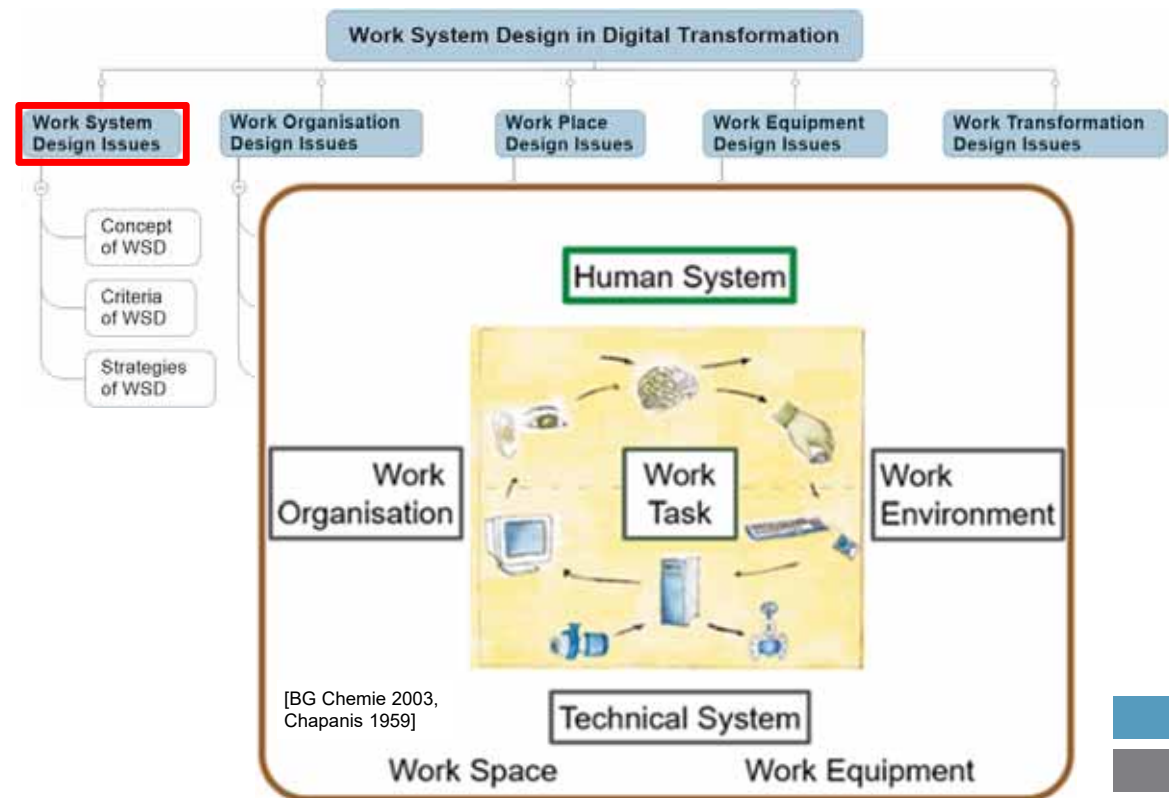 Work System Design in Digital Transformation
Work System
Design Issues
Work Organisation
Design Issues
Work Place
Design Issues
Work Equipment
Design Issues
Work Transformation
Design Issues
Concept
of WSD
Criteria
of WSD
Strategies
of WSD
Human System
Work
Organisation
Work
Task
Work
Environment
[BG Chemie 2003,
Chapanis 1959]
Technical System
Work Space
Work Equipment